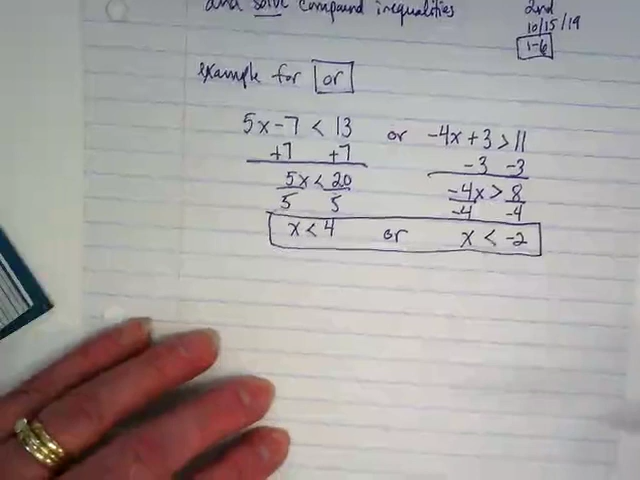 and solve compound inequalities
2nd
10/15/19
1-6
example for or
5x-7 < 13 or -4x+3 > 11
+7 +7 -3 -3
5x < 20 -4x > 8
5 5 -4 -4
x < 4 or x < -2